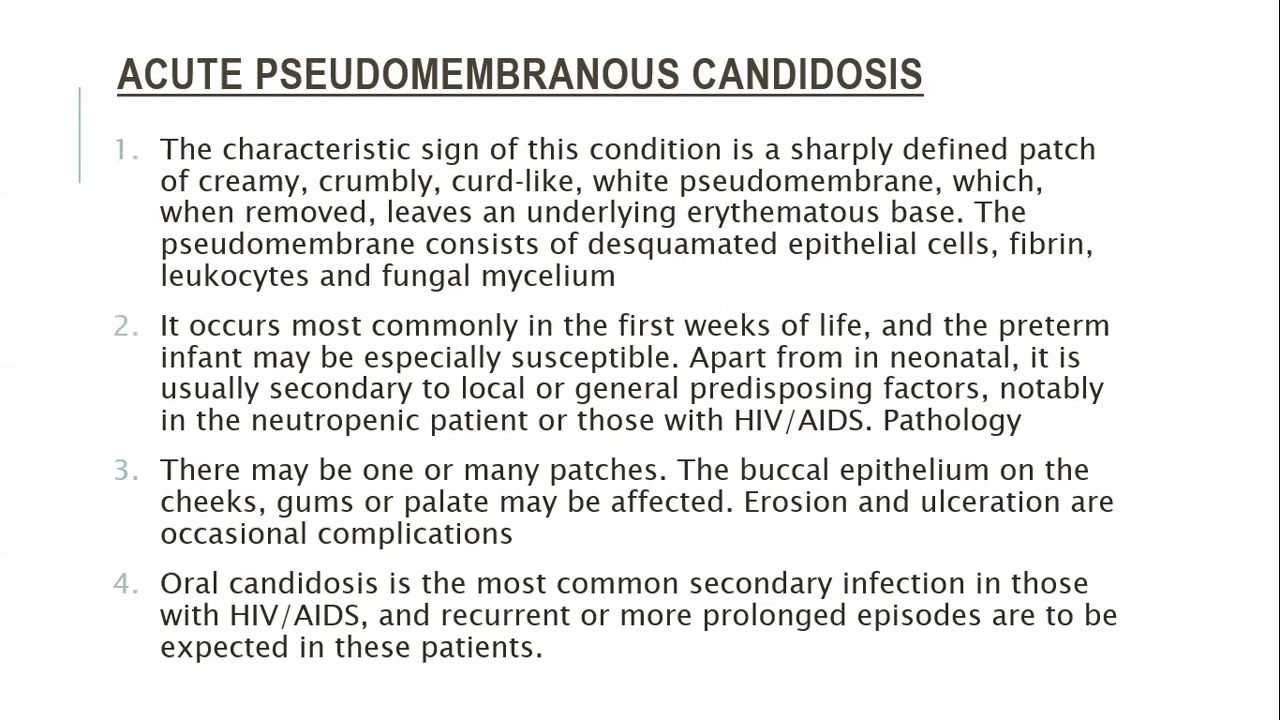 ACUTE PSEUDOMEMBRANOUS CANDIDOSIS
1. The characteristic sign of this condition is a sharply defined patch
of creamy, crumbly, curd-like, white pseudomembrane, which,
when removed, leaves an underlying erythematous base. The
pseudomembrane consists of desquamated epithelial cells, fibrin,
leukocytes and fungal mycelium
2. It occurs most commonly in the first weeks of life, and the preterm
infant may be especially susceptible. Apart from in neonatal, it is
usually secondary to local or general predisposing factors, notably
in the neutropenic patient or those with HIV/AIDS. Pathology
3. There may be one or many patches. The buccal epithelium on the
cheeks, gums or palate may be affected. Erosion and ulceration are
occasional complications
4. Oral candidosis is the most common secondary infection in those
with HIV/AIDS, and recurrent or more prolonged episodes are to be
expected in these patients.